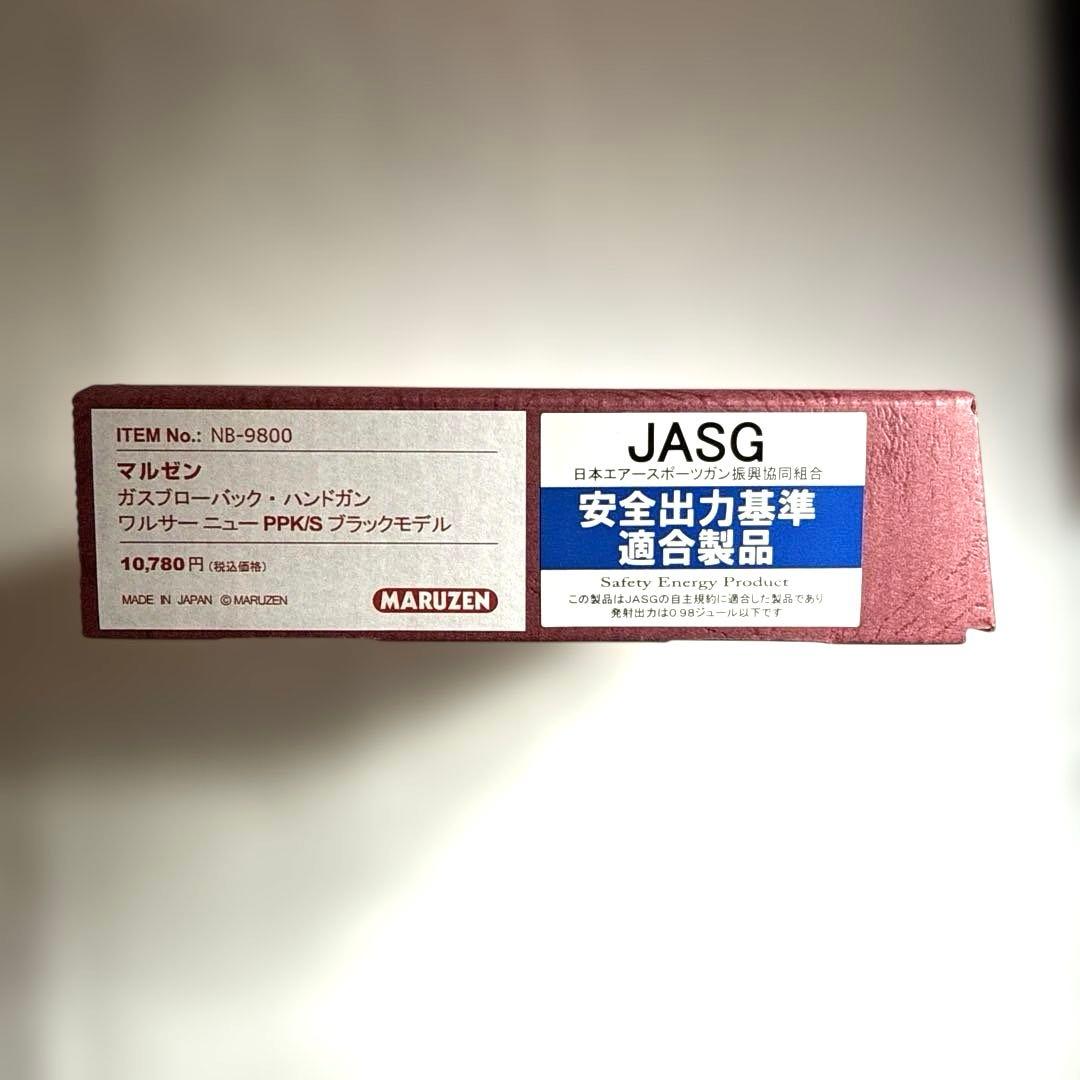 ITEM No.: NB-9800
マルゼン
ガスブローバック・ハンドガン
ワルサー ニュー PPK/S ブラックモデル
10,780円（税込価格）
MADE IN JAPAN ©MARUZEN
MARUZEN
JASG
日本エアースポーツガン振興協同組合
安全出力基準
適合製品
Safety Energy Product
この製品はJASGの自主規約に適合した製品であり
発射出力は0.98ジュール以下です